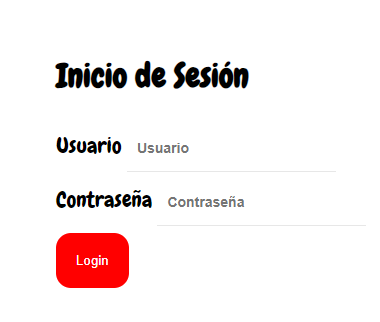 Inicio de Sesión
Usuario Usuario
Contraseña Contraseña
Login